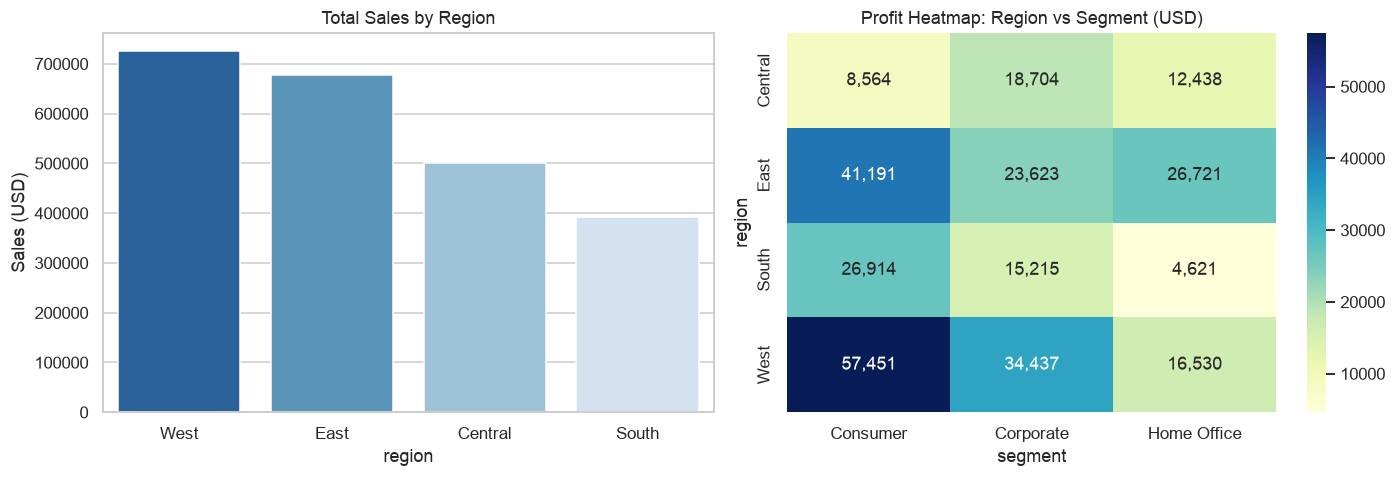 Total Sales by Region
Sales (USD)
700000
600000
500000
400000
300000
200000
100000
0
West East Central South
region
Profit Heatmap: Region vs Segment (USD)
region
Central 8,564 18,704 12,438
East 41,191 23,623 26,721
South 26,914 15,215 4,621
West 57,451 34,437 16,530
Consumer Corporate Home Office
segment
50000
40000
30000
20000
10000